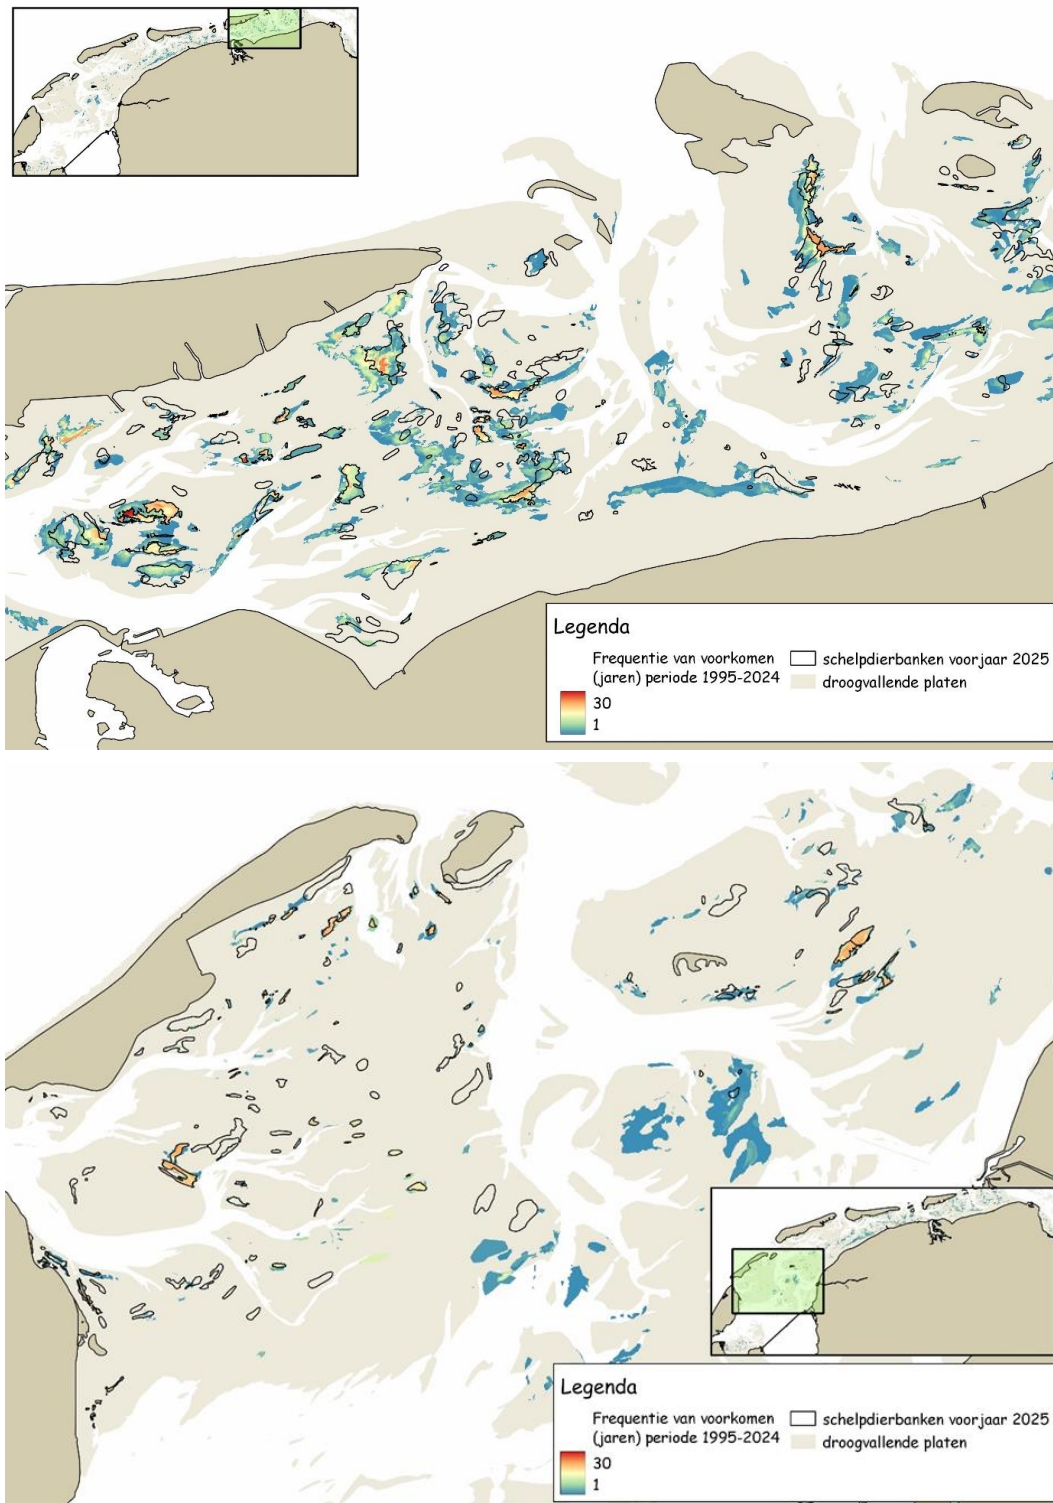 Legenda
Frequentie van voorkomen
(jaren) periode 1995-2024
30
1
schelpdierbanken voorjaar 2025
droogvallende platen
Legenda
Frequentie van voorkomen
(jaren) periode 1995-2024
30
1
schelpdierbanken voorjaar 2025
droogvallende platen